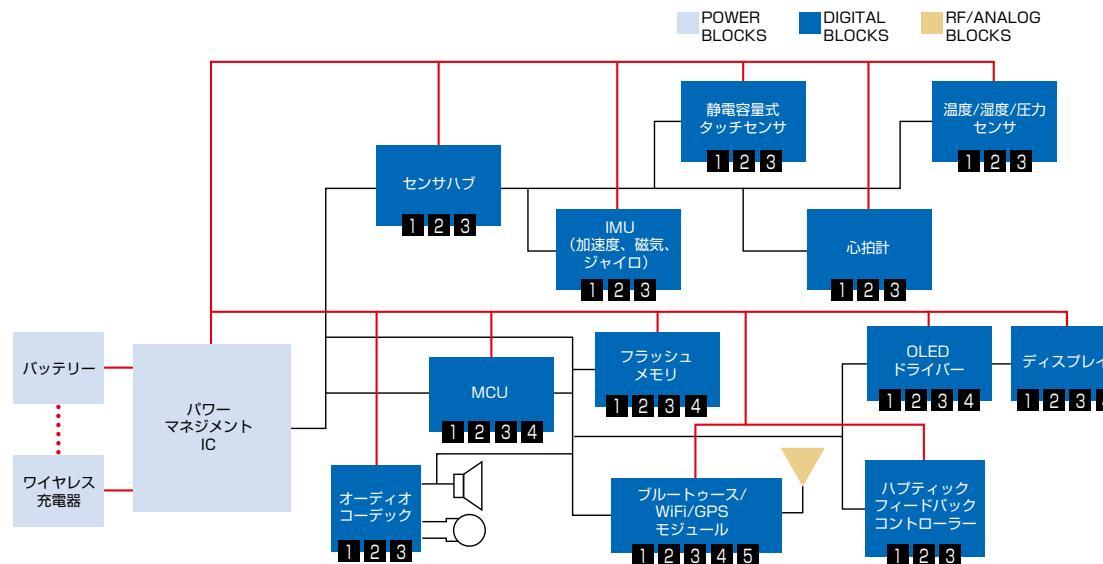 POWER
BLOCKS
DIGITAL
BLOCKS
RF/ANALOG
BLOCKS
静電容量式
タッチセンサ
1 2 3
温度/湿度/圧力
センサ
1 2 3
センサハブ
1 2 3
IMU
（加速度、磁気、
ジャイロ）
1 2 3
心拍計
1 2 3
バッテリー
パワー
マネジメント
IC
ワイヤレス
充電器
MCU
1 2 3 4
フラッシュ
メモリ
1 2 3 4
OLED
ドライバー
1 2 3 4
ディスプレイ
1 2 3
オーディオ
コーデック
1 2 3
ブルートゥース/
WiFi/GPS
モジュール
1 2 3 4 5
ハプティック
フィードバック
コントローラー
1 2 3